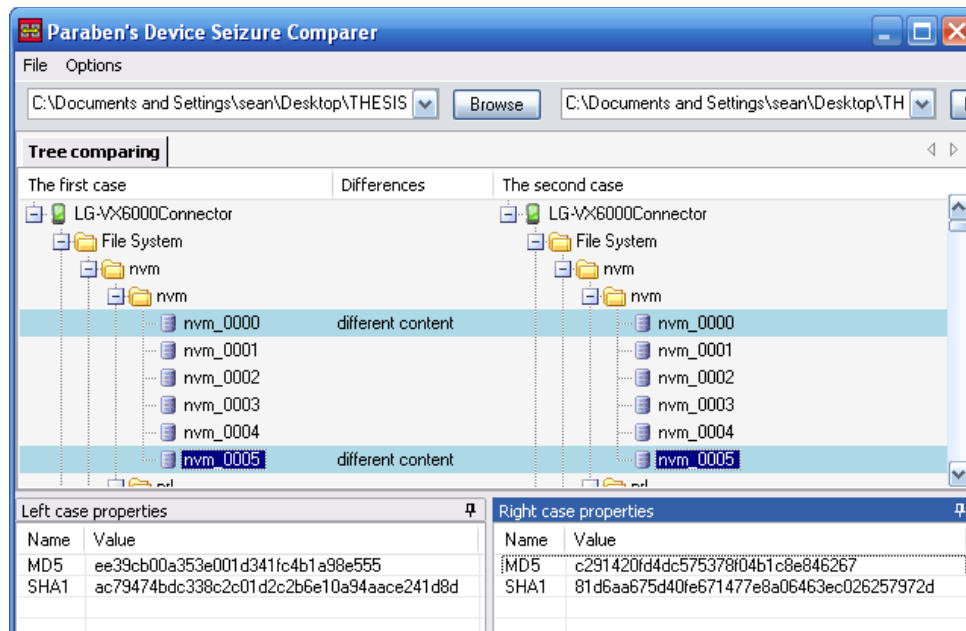 Paraben's Device Seizure Comparer
File Options
C:\Documents and Settings\sean\Desktop\THESIS Browse C:\Documents and Settings\sean\Desktop\TH
Tree comparing
The first case Differences The second case
LG-VX6000Connector LG-VX6000Connector
File System File System
nvm nvm
nvm nvm
nvm_0000 different content nvm_0000
nvm_0001 nvm_0001
nvm_0002 nvm_0002
nvm_0003 nvm_0003
nvm_0004 nvm_0004
nvm_0005 different content nvm_0005
Left case properties Right case properties
Name Value Name Value
MD5 ee39cb00a353e001d341fc4b1a98e555 MD5 c291420fd4dc575378f04b1c8e846267
SHA1 ac79474bdc338c2c01d2c2b6e10a94aace241d8d SHA1 81d6aa675d40fe671477e8a06463ec026257972d